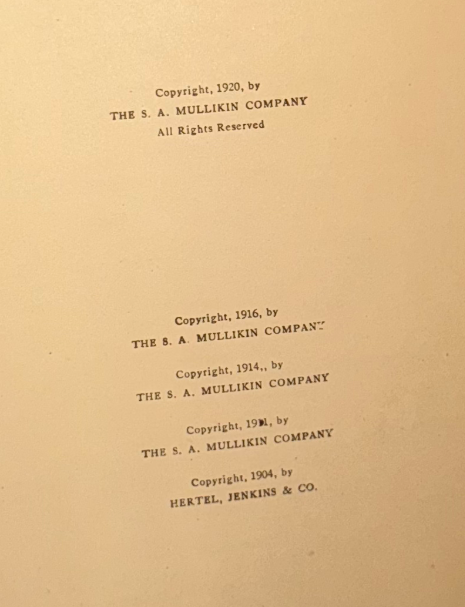 Copyright, 1920, by
THE S. A. MULLIKIN COMPANY
All Rights Reserved
Copyright, 1916, by
THE S. A. MULLIKIN COMPANY
Copyright, 1914,, by
THE S. A. MULLIKIN COMPANY
Copyright, 1911, by
THE S. A. MULLIKIN COMPANY
Copyright, 1904, by
HERTEL, JENKINS & CO.